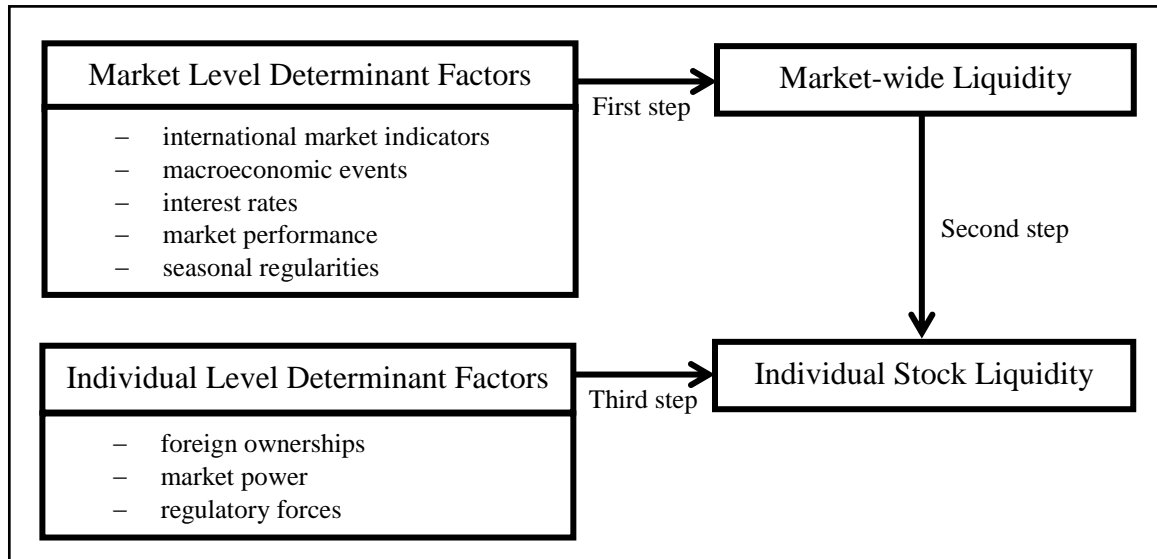 Market Level Determinant Factors
– international market indicators
– macroeconomic events
– interest rates
– market performance
– seasonal regularities
First step
Market-wide Liquidity
Second step
Individual Level Determinant Factors
– foreign ownerships
– market power
– regulatory forces
Third step
Individual Stock Liquidity